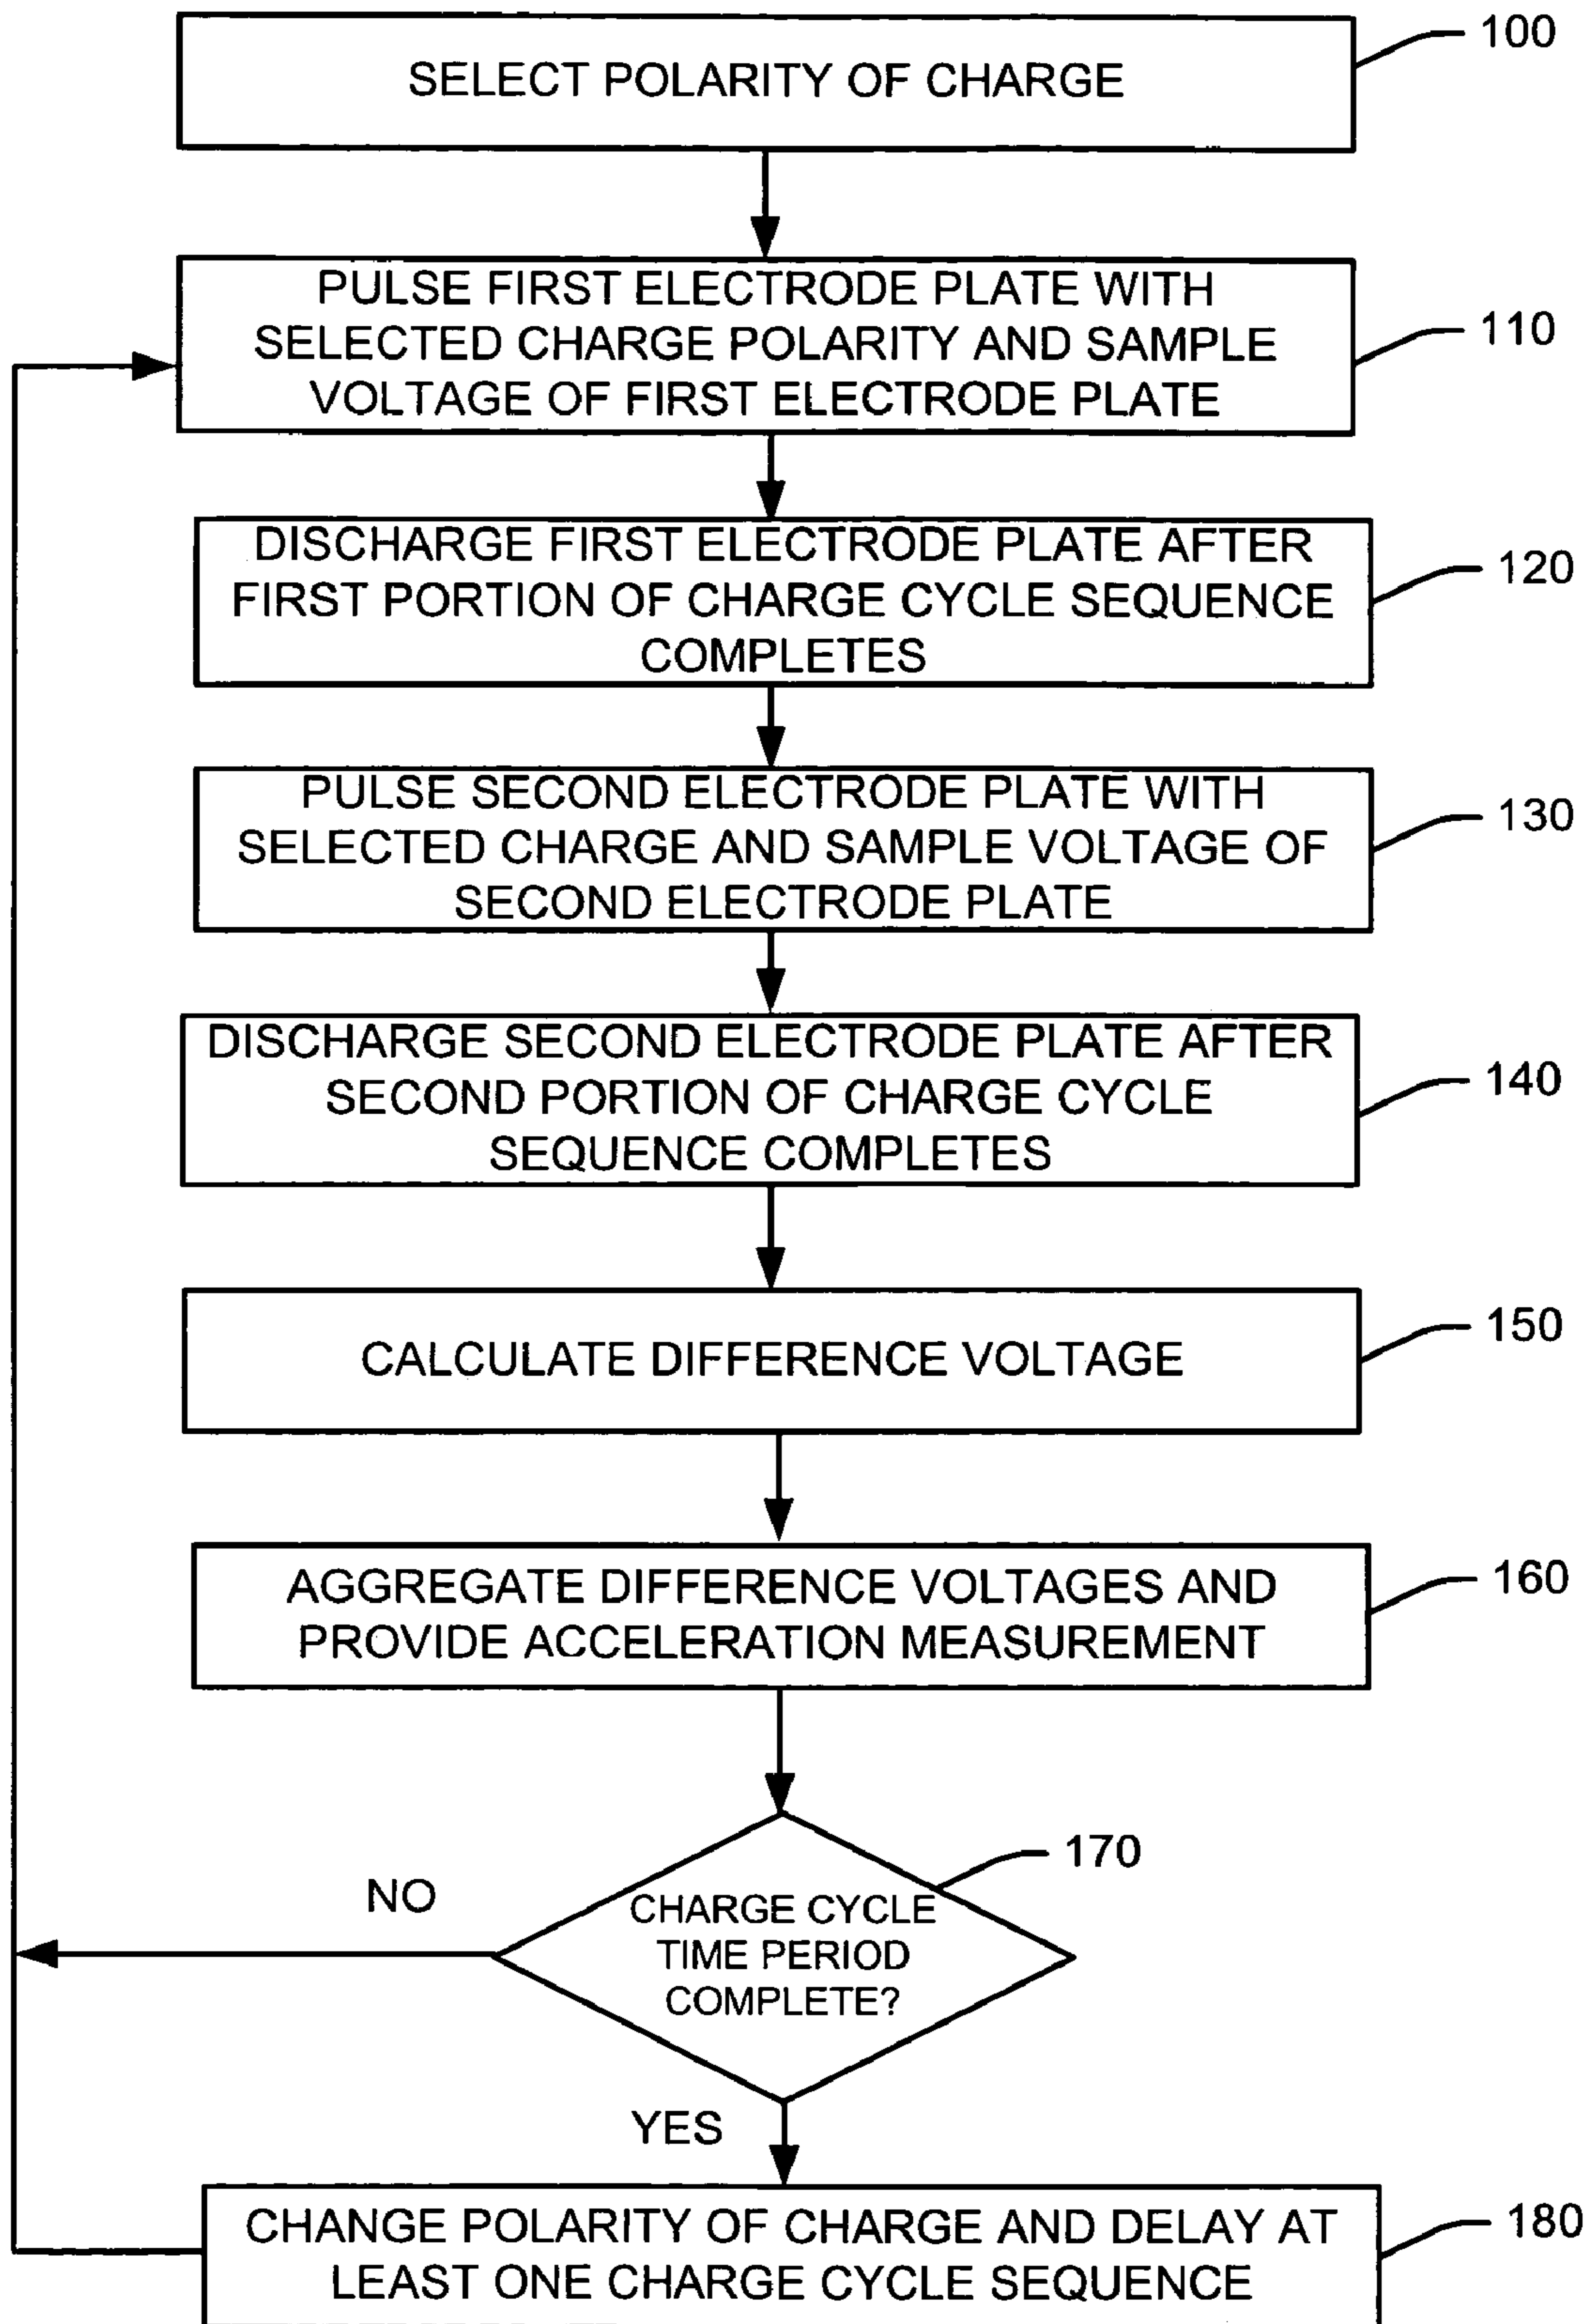 100
SELECT POLARITY OF CHARGE
PULSE FIRST ELECTRODE PLATE WITH
SELECTED CHARGE POLARITY AND SAMPLE
VOLTAGE OF FIRST ELECTRODE PLATE
110
DISCHARGE FIRST ELECTRODE PLATE AFTER
FIRST PORTION OF CHARGE CYCLE SEQUENCE
COMPLETES
120
PULSE SECOND ELECTRODE PLATE WITH
SELECTED CHARGE AND SAMPLE VOLTAGE OF
SECOND ELECTRODE PLATE
130
DISCHARGE SECOND ELECTRODE PLATE AFTER
SECOND PORTION OF CHARGE CYCLE
SEQUENCE COMPLETES
140
CALCULATE DIFFERENCE VOLTAGE
150
AGGREGATE DIFFERENCE VOLTAGES AND
PROVIDE ACCELERATION MEASUREMENT
160
170
NO
CHARGE CYCLE
TIME PERIOD
COMPLETE?
YES
CHANGE POLARITY OF CHARGE AND DELAY AT
LEAST ONE CHARGE CYCLE SEQUENCE
180